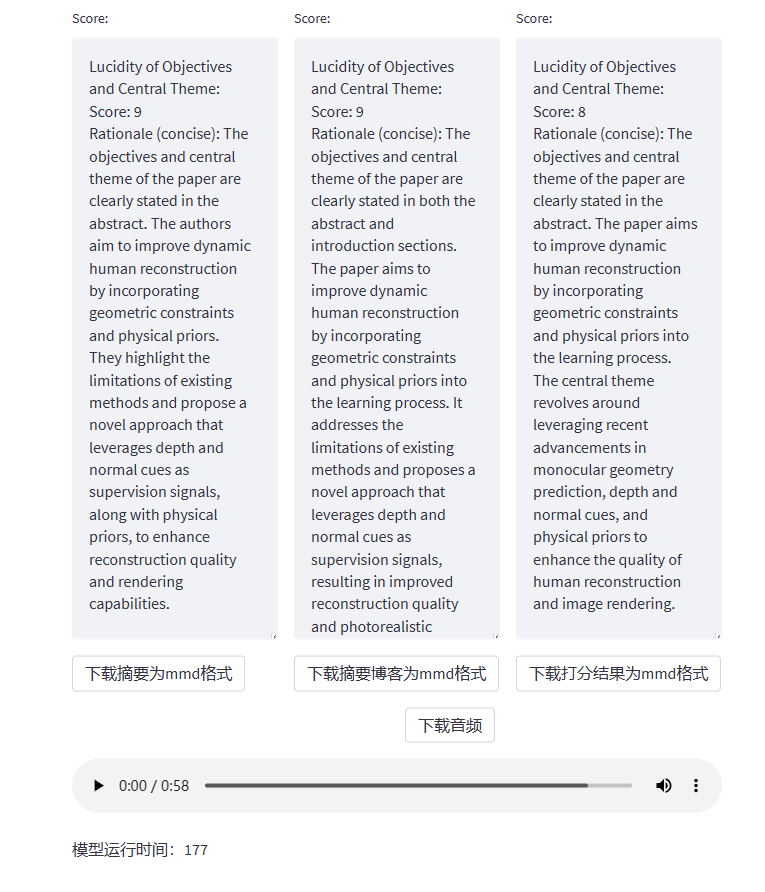 Score:
Score:
Score:
Lucidity of Objectives
and Central Theme:
Score: 9
Rationale (concise): The
objectives and central
theme of the paper are
clearly stated in the
abstract. The authors
aim to improve dynamic
human reconstruction
by incorporating
geometric constraints
and physical priors.
They highlight the
limitations of existing
methods and propose a
novel approach that
leverages depth and
normal cues as
supervision signals,
along with physical
priors, to enhance
reconstruction quality
and rendering
capabilities.
Lucidity of Objectives
and Central Theme:
Score: 9
Rationale (concise): The
objectives and central
theme of the paper are
clearly stated in both the
abstract and
introduction sections.
The paper aims to
improve dynamic
human reconstruction
by incorporating
geometric constraints
and physical priors into
the learning process. It
addresses the
limitations of existing
methods and proposes a
novel approach that
leverages depth and
normal cues as
supervision signals,
resulting in improved
reconstruction quality
and photorealistic
Lucidity of Objectives
and Central Theme:
Score: 8
Rationale (concise): The
objectives and central
theme of the paper are
clearly stated in the
abstract. The paper aims
to improve dynamic
human reconstruction
by incorporating
geometric constraints
and physical priors into
the learning process.
The central theme
revolves around
leveraging recent
advancements in
monocular geometry
prediction, depth and
normal cues, and
physical priors to
enhance the quality of
human reconstruction
and image rendering.
下载摘要为mmd格式
下载摘要博客为mmd格式
下载打分结果为mmd格式
下载音频
0:00 / 0:58
模型运行时间：177